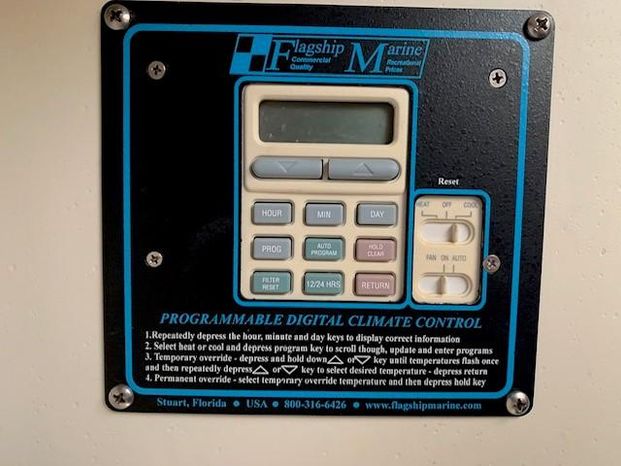 Flagship Marine
Commercial Quality
Recreational Prices
Reset
HEAT OFF COOL
HOUR MIN DAY
PROG AUTO PROGRAM HOLD CLEAR
FAN ON AUTO
FILTER RESET 12/24 HRS RETURN
PROGRAMMABLE DIGITAL CLIMATE CONTROL
1.Repeatedly depress the hour, minute and day keys to display correct information
2. Select heat or cool and depress program key to scroll though, update and enter programs
3. Temporary override - depress and hold down△ or▽ key until temperatures flash once
and then repeatedly depress△ or▽ key to select desired temperature - depress return
4. Permanent override - select temporary override temperature and then depress hold key
Stuart, Florida • USA • 800-316-6426 • www.flagshipmarine.com